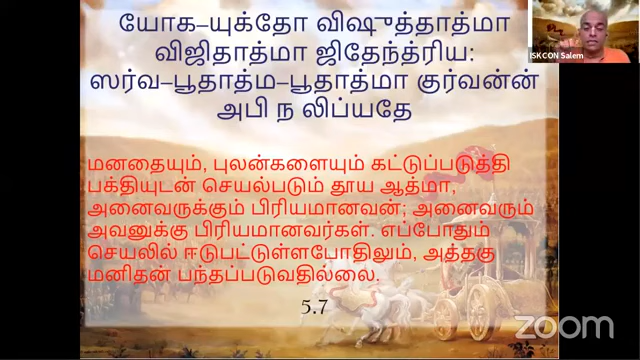 யோக–யுக்தோ விஷுத்தாத்மா
விஜிதாத்மா ஜிதேந்த்ரிய:
ஸர்வ–பூதாத்ம–பூதாத்மா குர்வன்ன்
அபி ந லிப்யதே
மனதையும், புலன்களையும் கட்டுப்படுத்தி
பக்தியுடன் செயல்படும் தூய ஆத்மா,
அனைவருக்கும் பிரியமானவன்; அனைவரும்
அவனுக்கு பிரியமானவர்கள். எப்போதும்
செயலில் ஈடுபட்டுள்ளபோதிலும், அத்தகு
மனிதன் பந்தப்படுவதில்லை.
5.7
ISKCON Salem
zoom